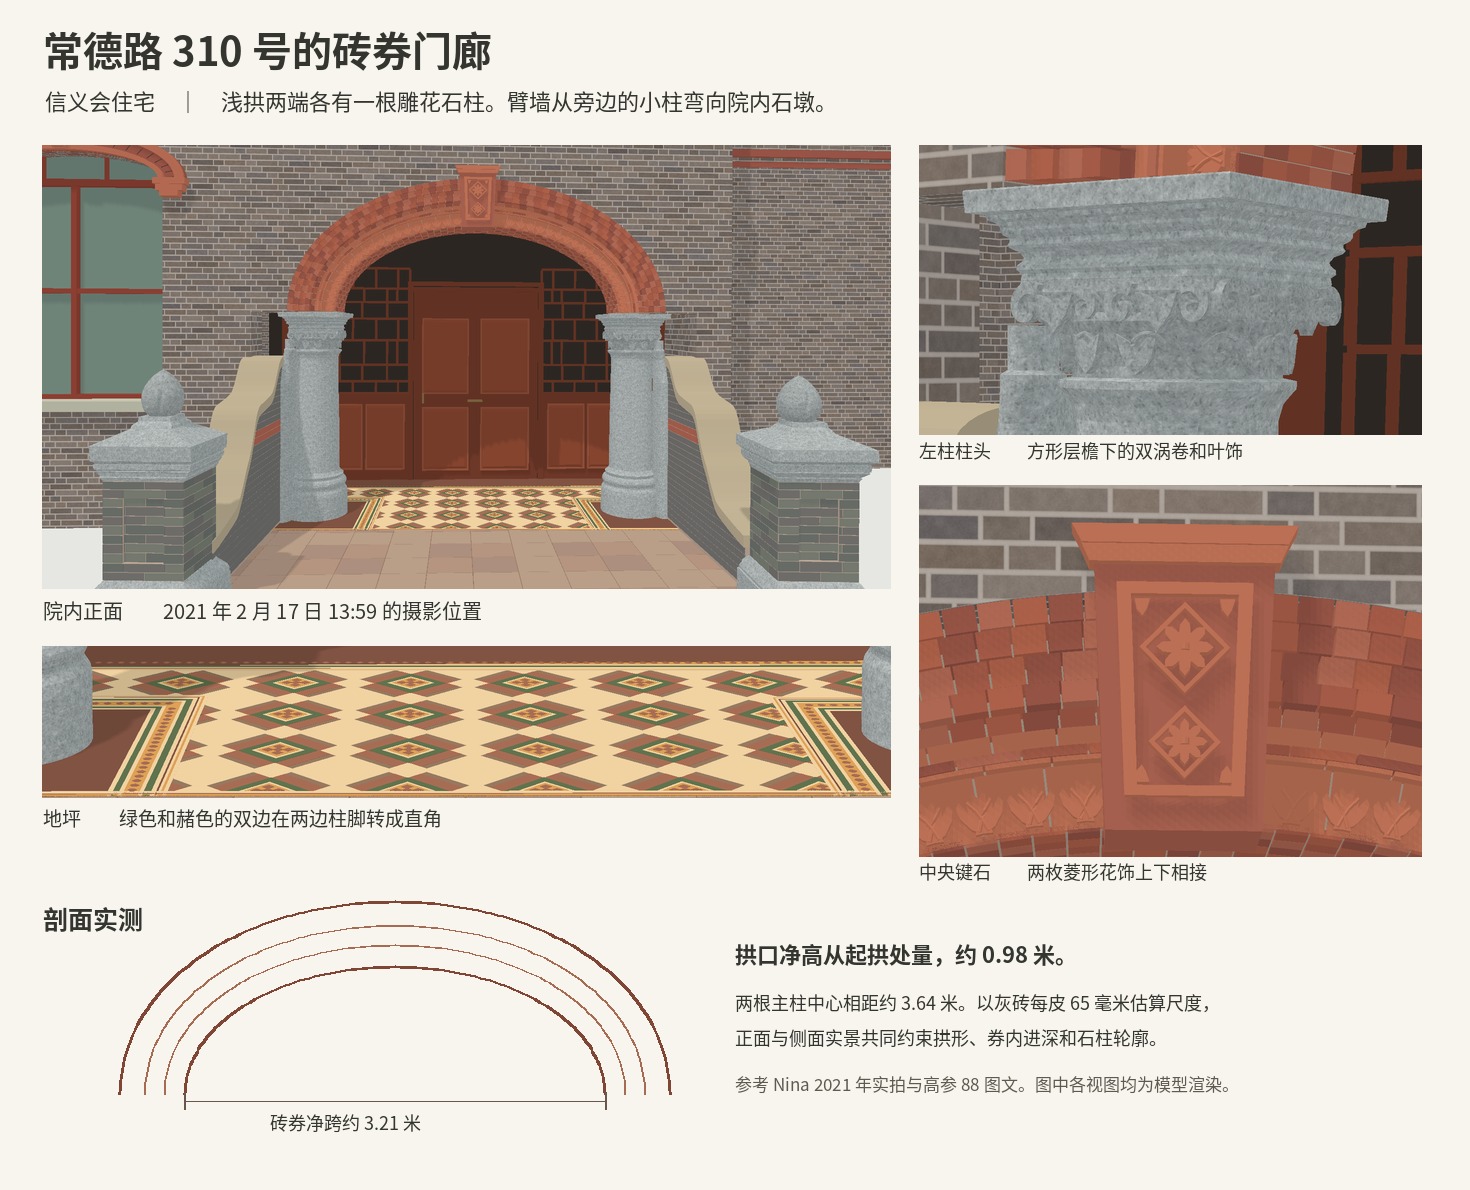 常德路 310 号的砖券门廊
信义会住宅 | 浅拱两端各有一根雕花石柱。臂墙从旁边的小柱弯向院内石墩。
院内正面 2021 年 2 月 17 日 13:59 的摄影位置
左柱柱头 方形层檐下的双涡卷和叶饰
地坪 绿色和赭色的双边在两边柱脚转成直角
中央键石 两枚菱形花饰上下相接
剖面实测
砖券净跨约 3.21 米
拱口净高从起拱处量，约 0.98 米。
两根主柱中心相距约 3.64 米。以灰砖每皮 65 毫米估算尺度，
正面与侧面实景共同约束拱形、券内进深和石柱轮廓。
参考 Nina 2021 年实拍与高参 88 图文。图中各视图均为模型渲染。